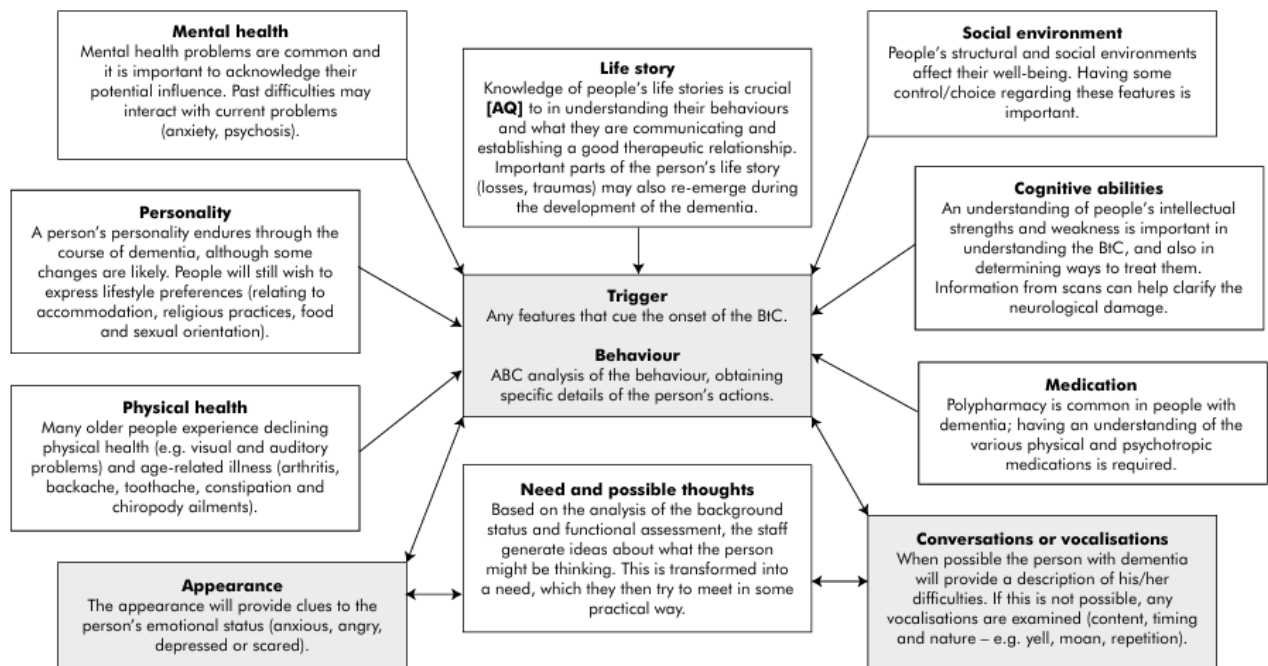 Mental health
Mental health problems are common and
it is important to acknowledge their
potential influence. Past difficulties may
interact with current problems
(anxiety, psychosis).
Life story
Knowledge of people's life stories is crucial
[AQ] to in understanding their behaviours
and what they are communicating and
establishing a good therapeutic relationship.
Important parts of the person's life story
(losses, traumas) may also re-emerge during
the development of the dementia.
Social environment
People's structural and social environments
affect their well-being. Having some
control/choice regarding these features is
important.
Personality
A person's personality endures through the
course of dementia, although some
changes are likely. People will still wish to
express lifestyle preferences (relating to
accommodation, religious practices, food
and sexual orientation).
Cognitive abilities
An understanding of people's intellectual
strengths and weakness is important in
understanding the BtC, and also in
determining ways to treat them.
Information from scans can help clarify the
neurological damage.
Trigger
Any features that cue the onset of the BtC.
Behaviour
ABC analysis of the behaviour, obtaining
specific details of the person's actions.
Physical health
Many older people experience declining
physical health (e.g. visual and auditory
problems) and age-related illness (arthritis,
backache, toothache, constipation and
chiropody ailments).
Medication
Polypharmacy is common in people with
dementia; having an understanding of the
various physical and psychotropic
medications is required.
Need and possible thoughts
Based on the analysis of the background
status and functional assessment, the staff
generate ideas about what the person
might be thinking. This is transformed into
a need, which they then try to meet in some
practical way.
Appearance
The appearance will provide clues to the
person's emotional status (anxious, angry,
depressed or scared).
Conversations or vocalisations
When possible the person with dementia
will provide a description of his/her
difficulties. If this is not possible, any
vocalisations are examined (content, timing
and nature – e.g. yell, moan, repetition).